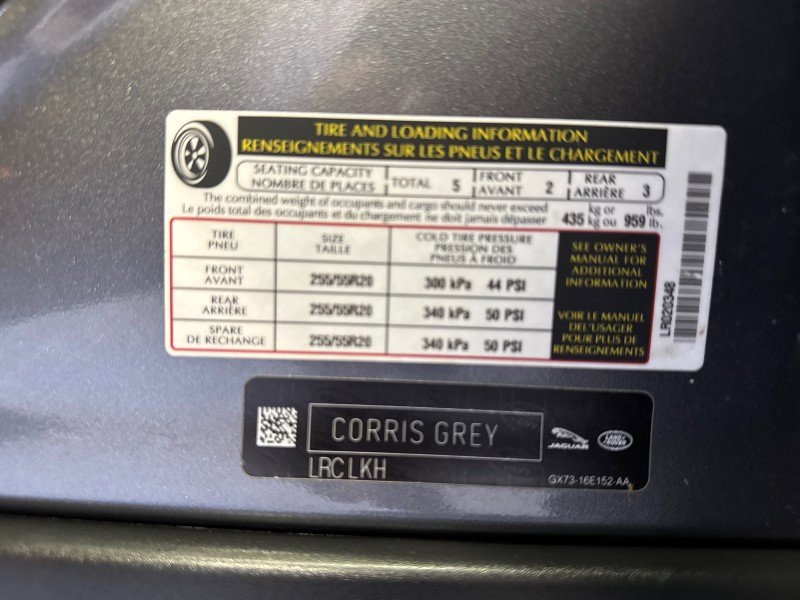 TIRE AND LOADING INFORMATION
RENSEIGNEMENTS SUR LES PNEUS ET LE CHARGEMENT
SEATING CAPACITY
NOMBRE DE PLACES
TOTAL 5
FRONT
AVANT 2
REAR
ARRIÈRE 3
The combined weight of occupants and cargo should never exceed
Le poids total des occupants et du chargement ne doit jamais dépasser
435 kg or
kg ou 959 lbs.
lb.
TIRE
PNEU
SIZE
TAILLE
COLD TIRE PRESSURE
PRESSION DES
PNEUS À FROID
FRONT
AVANT
255/55R20
300 kPa 44 PSI
REAR
ARRIÈRE
255/55R20
340 kPa 50 PSI
SPARE
DE RECHANGE
255/55R20
340 kPa 50 PSI
SEE OWNER'S
MANUAL FOR
ADDITIONAL
INFORMATION
VOIR LE MANUEL
DE L'USAGER
POUR PLUS DE
RENSEIGNEMENTS
LR020348
CORRIS GREY
LRC LKH
JAGUAR
LAND ROVER
GX73-16E152-AA